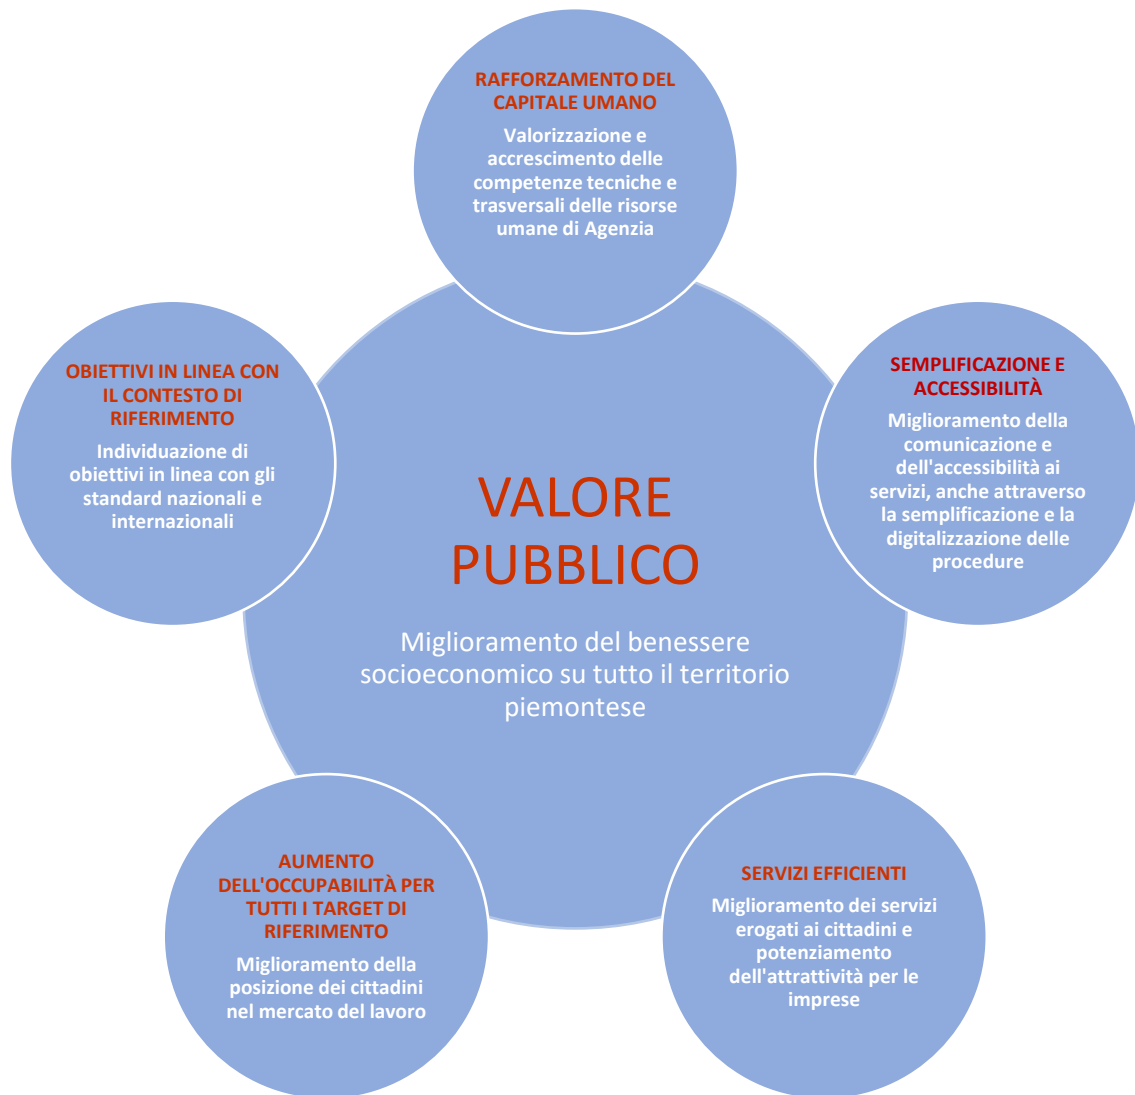 RAFFORZAMENTO DEL
CAPITALE UMANO
Valorizzazione e
accrescimento delle
competenze tecniche e
trasversali delle risorse
umane di Agenzia
SEMPLIFICAZIONE E
ACCESSIBILITÀ
Miglioramento della
comunicazione e
dell'accessibilità ai
servizi, anche attraverso
la semplificazione e la
digitalizzazione delle
procedure
SERVIZI EFFICIENTI
Miglioramento dei servizi
erogati ai cittadini e
potenziamento
dell'attrattività per le
imprese
AUMENTO
DELL'OCCUPABILITÀ PER
TUTTI I TARGET DI
RIFERIMENTO
Miglioramento della
posizione dei cittadini
nel mercato del lavoro
OBIETTIVI IN LINEA CON
IL CONTESTO DI
RIFERIMENTO
Individuazione di
obiettivi in linea con gli
standard nazionali e
internazionali
VALORE
PUBBLICO
Miglioramento del benessere
socioeconomico su tutto il territorio
piemontese